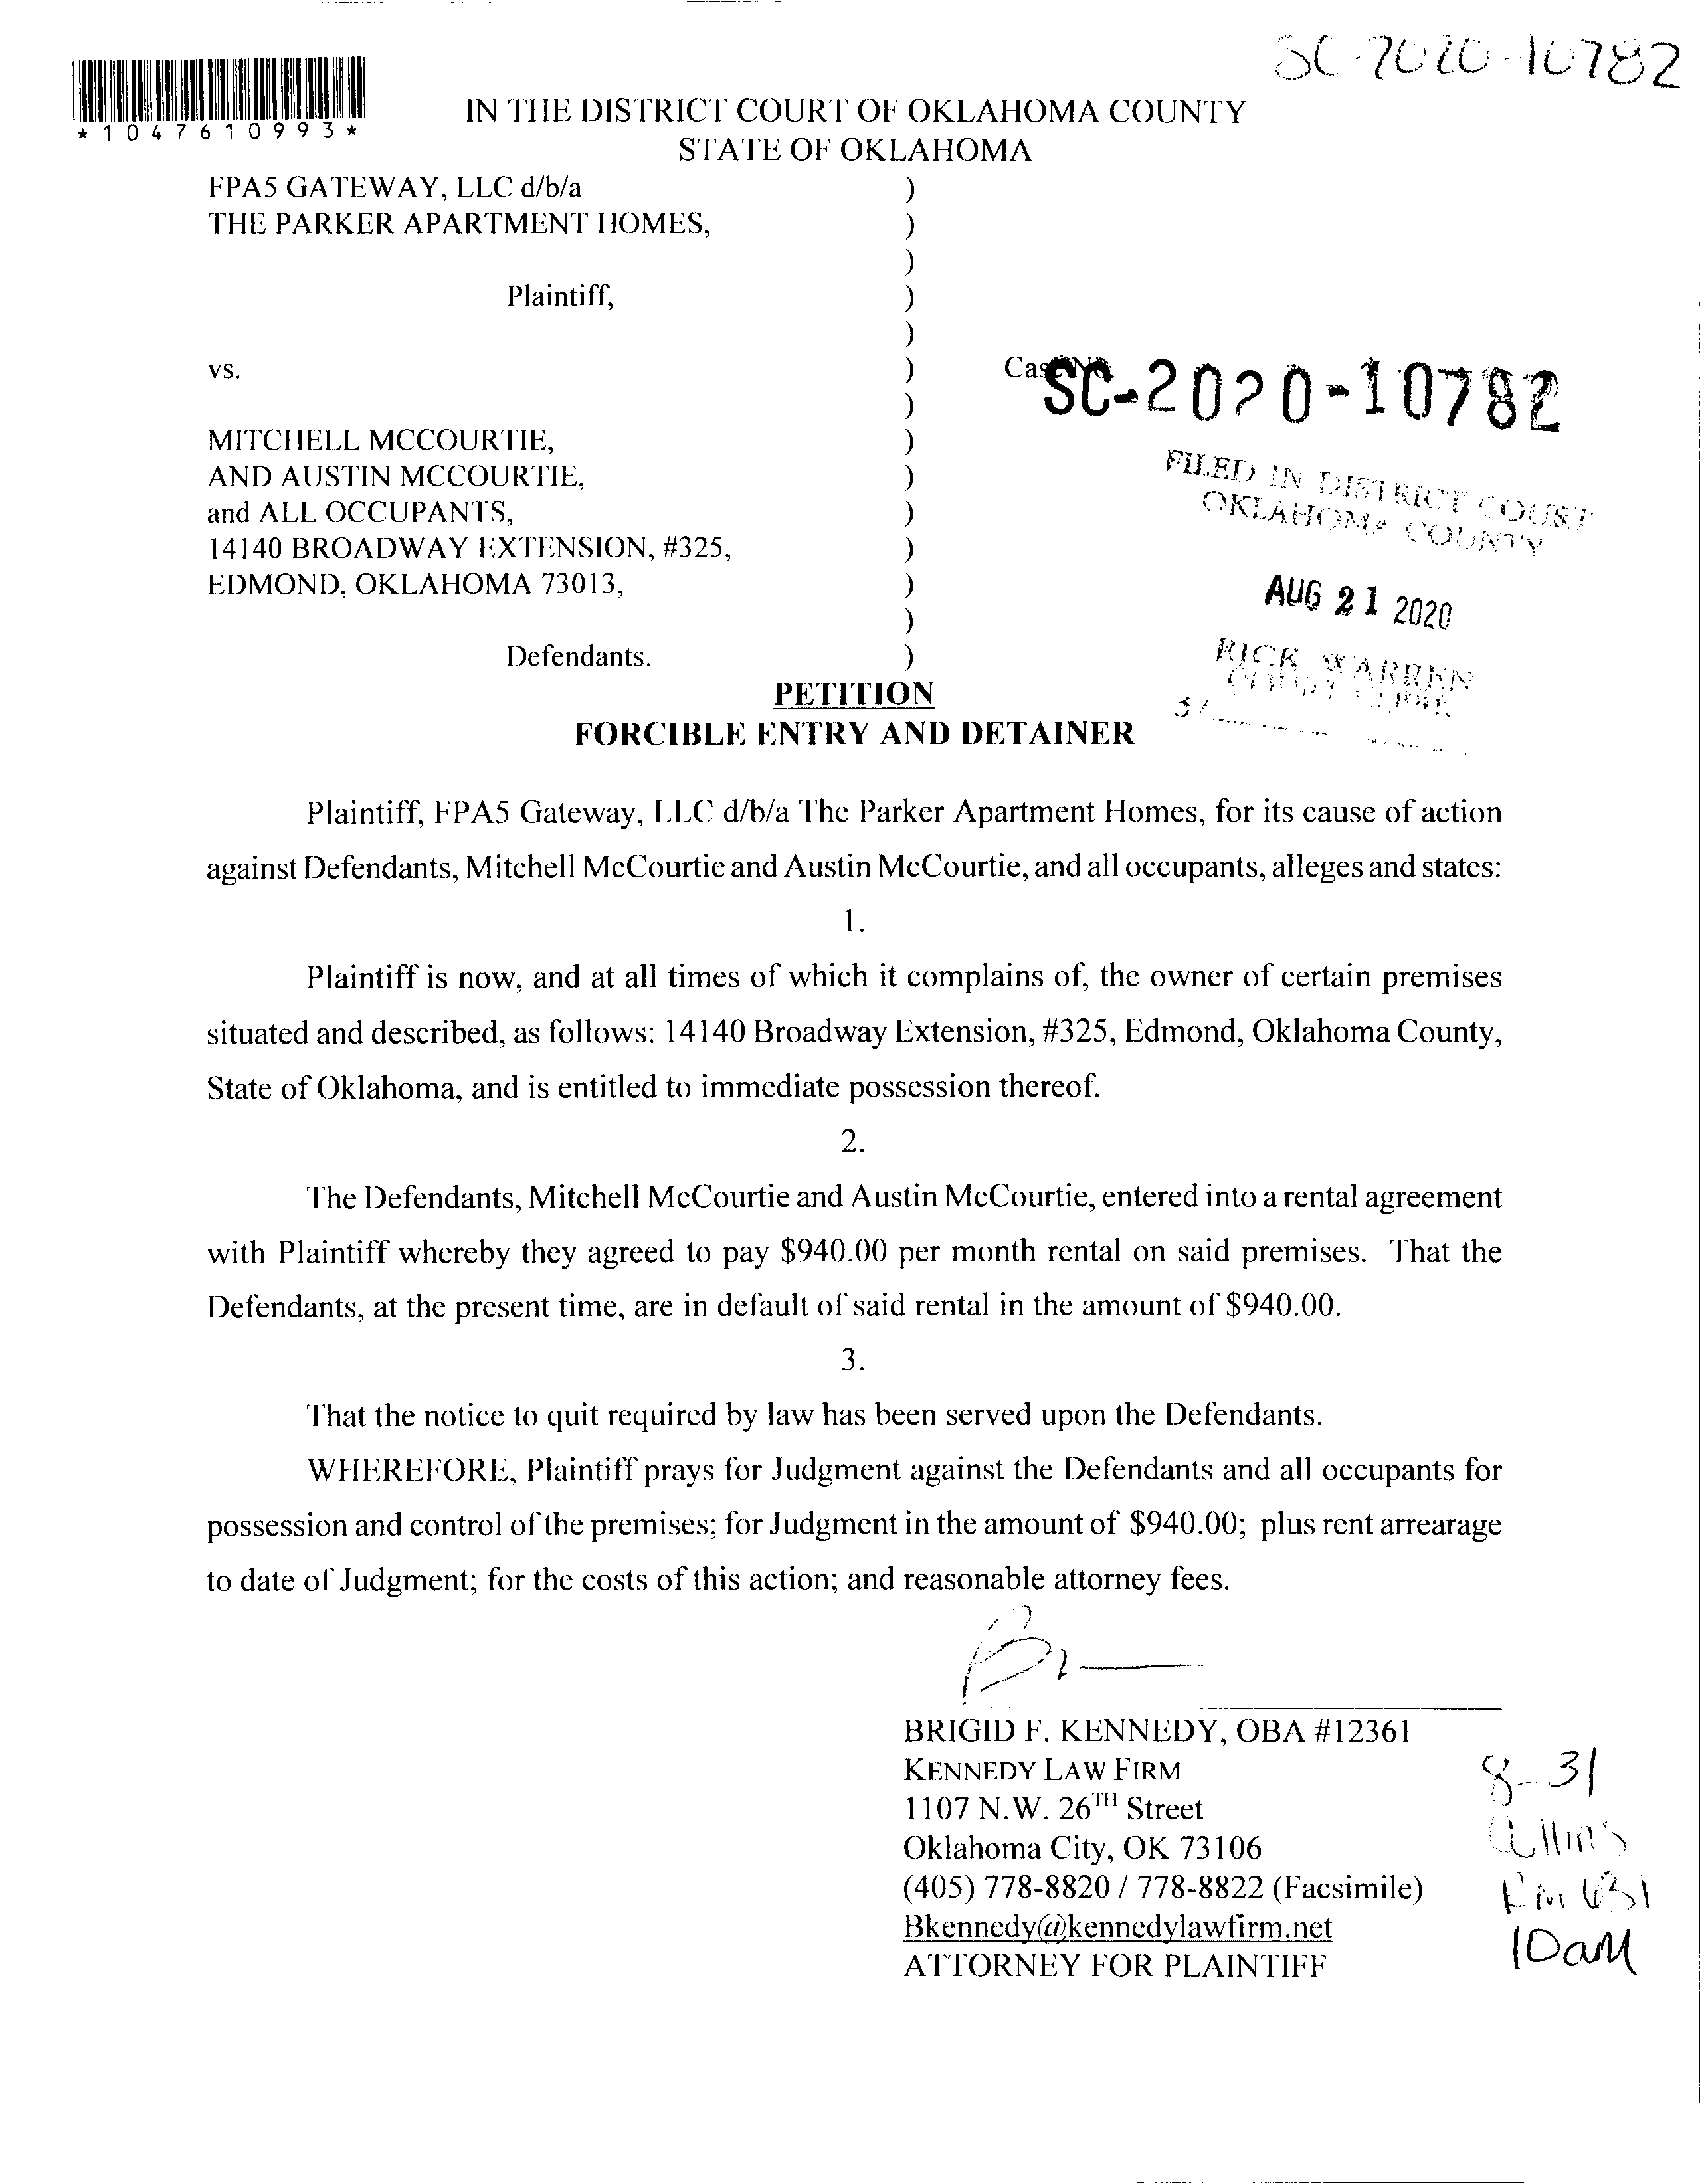 SC-2020-10782
*1047610993*
IN THE DISTRICT COURT OF OKLAHOMA COUNTY
STATE OF OKLAHOMA
FPA5 GATEWAY, LLC d/b/a )
THE PARKER APARTMENT HOMES, )
)
Plaintiff, )
)
vs. ) Case No.
SC-2020-10782
)
MITCHELL MCCOURTIE, )
AND AUSTIN MCCOURTIE, )
and ALL OCCUPANTS, )
14140 BROADWAY EXTENSION, #325, )
EDMOND, OKLAHOMA 73013, )
)
Defendants. )
FILED IN DISTRICT COURT
OKLAHOMA COUNTY
AUG 21 2020
RICK WARREN
COURT CLERK
PETITION
FORCIBLE ENTRY AND DETAINER
Plaintiff, FPA5 Gateway, LLC d/b/a The Parker Apartment Homes, for its cause of action
against Defendants, Mitchell McCourtie and Austin McCourtie, and all occupants, alleges and states:
1.
Plaintiff is now, and at all times of which it complains of, the owner of certain premises
situated and described, as follows: 14140 Broadway Extension, #325, Edmond, Oklahoma County,
State of Oklahoma, and is entitled to immediate possession thereof.
2.
The Defendants, Mitchell McCourtie and Austin McCourtie, entered into a rental agreement
with Plaintiff whereby they agreed to pay $940.00 per month rental on said premises. That the
Defendants, at the present time, are in default of said rental in the amount of $940.00.
3.
That the notice to quit required by law has been served upon the Defendants.
WHEREFORE, Plaintiff prays for Judgment against the Defendants and all occupants for
possession and control of the premises; for Judgment in the amount of $940.00; plus rent arrearage
to date of Judgment; for the costs of this action; and reasonable attorney fees.
BRIGID F. KENNEDY, OBA #12361
KENNEDY LAW FIRM
1107 N.W. 26TH Street
Oklahoma City, OK 73106
(405) 778-8820 / 778-8822 (Facsimile)
Bkennedy@kennedylawfirm.net
ATTORNEY FOR PLAINTIFF
8-31
Collins
RM 631
10am